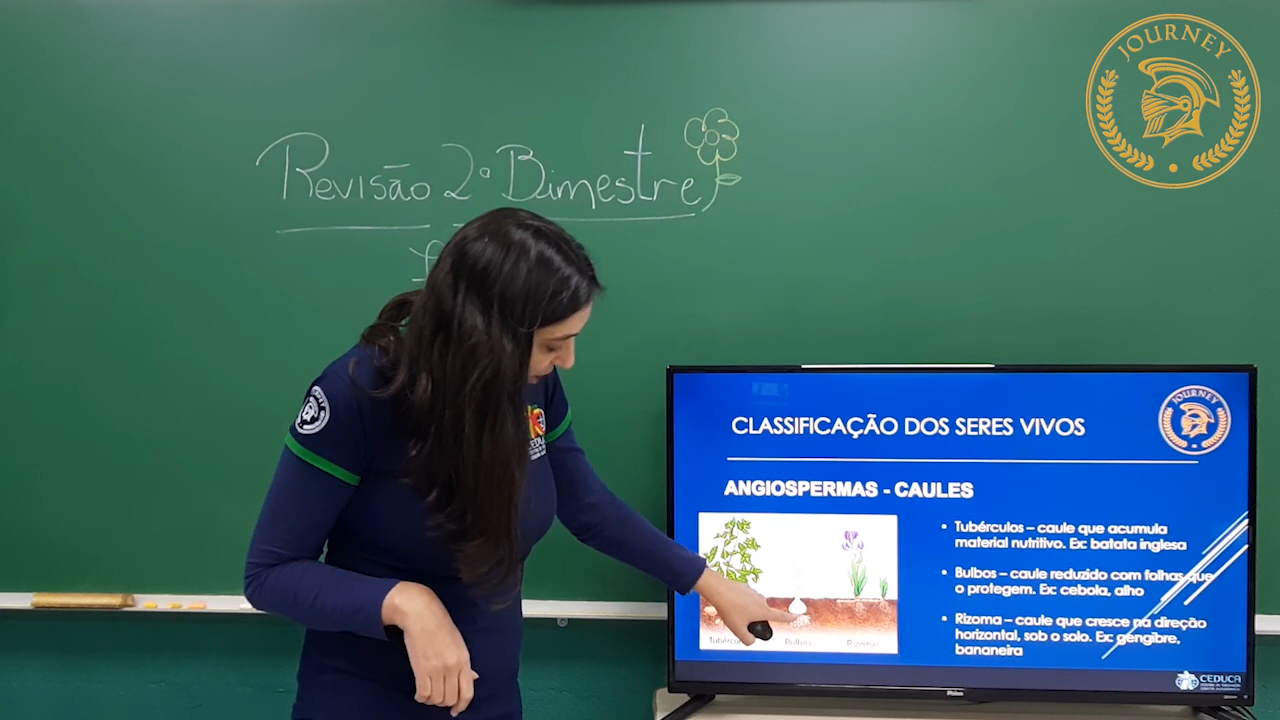 JOURNEY
Revisão 2º Bimestre
JOURNEY
CLASSIFICAÇÃO DOS SERES VIVOS
ANGIOSPERMAS - CAULES
• Tubérculos – caule que acumula
material nutritivo. Ex: batata inglesa
• Bulbos – caule reduzido com folhas que
o protegem. Ex: cebola, alho
• Rizoma – caule que cresce na direção
horizontal, sob o solo. Ex: gengibre,
bananeira
Bulbos
CEDUCA
Philco